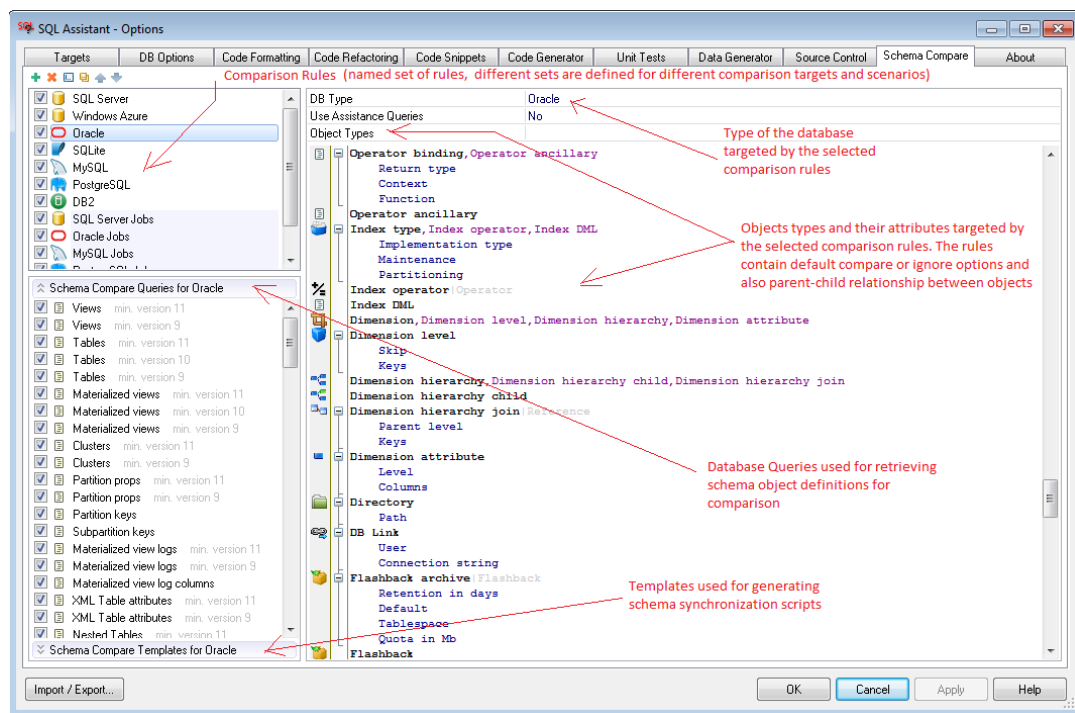 SQL Assistant - Options
Targets
DB Options
Code Formatting
Code Refactoring
Code Snippets
Code Generator
Unit Tests
Data Generator
Source Control
Schema Compare
About
Comparison Rules (named set of rules, different sets are defined for different comparison targets and scenarios)
SQL Server
Windows Azure
Oracle
SQLite
MySQL
PostgreSQL
DB2
SQL Server Jobs
Oracle Jobs
MySQL Jobs
Schema Compare Queries for Oracle
Views min. version 11
Views min. version 9
Tables min. version 11
Tables min. version 10
Tables min. version 9
Materialized views min. version 11
Materialized views min. version 10
Materialized views min. version 9
Clusters min. version 11
Clusters min. version 9
Partition props min. version 11
Partition props min. version 9
Partition keys
Subpartition keys
Materialized view logs min. version 11
Materialized view logs min. version 9
Materialized view log columns
XML Table attributes min. version 11
XML Table attributes min. version 9
Nested Tables min. version 11
Schema Compare Templates for Oracle
DB Type Oracle
Use Assistance Queries No
Object Types
Operator binding,Operator ancillary
Return type
Context
Function
Operator ancillary
Index type,Index operator,Index DML
Implementation type
Maintenance
Partitioning
Index operator|Operator
Index DML
Dimension,Dimension level,Dimension hierarchy,Dimension attribute
Dimension level
Skip
Keys
Dimension hierarchy,Dimension hierarchy child,Dimension hierarchy join
Dimension hierarchy child
Dimension hierarchy join|Reference
Parent level
Keys
Dimension attribute
Level
Columns
Directory
Path
DB Link
User
Connection string
Flashback archive|Flashback
Retention in days
Default
Tablespace
Quota in Mb
Flashback
Type of the database
targeted by the selected
comparison rules
Objects types and their attributes targeted by
the selected comparison rules. The rules
contain default compare or ignore options and
also parent-child relationship between objects
Database Queries used for retrieving
schema object definitions for
comparison
Templates used for generating
schema synchronization scripts
Import / Export...
OK
Cancel
Apply
Help